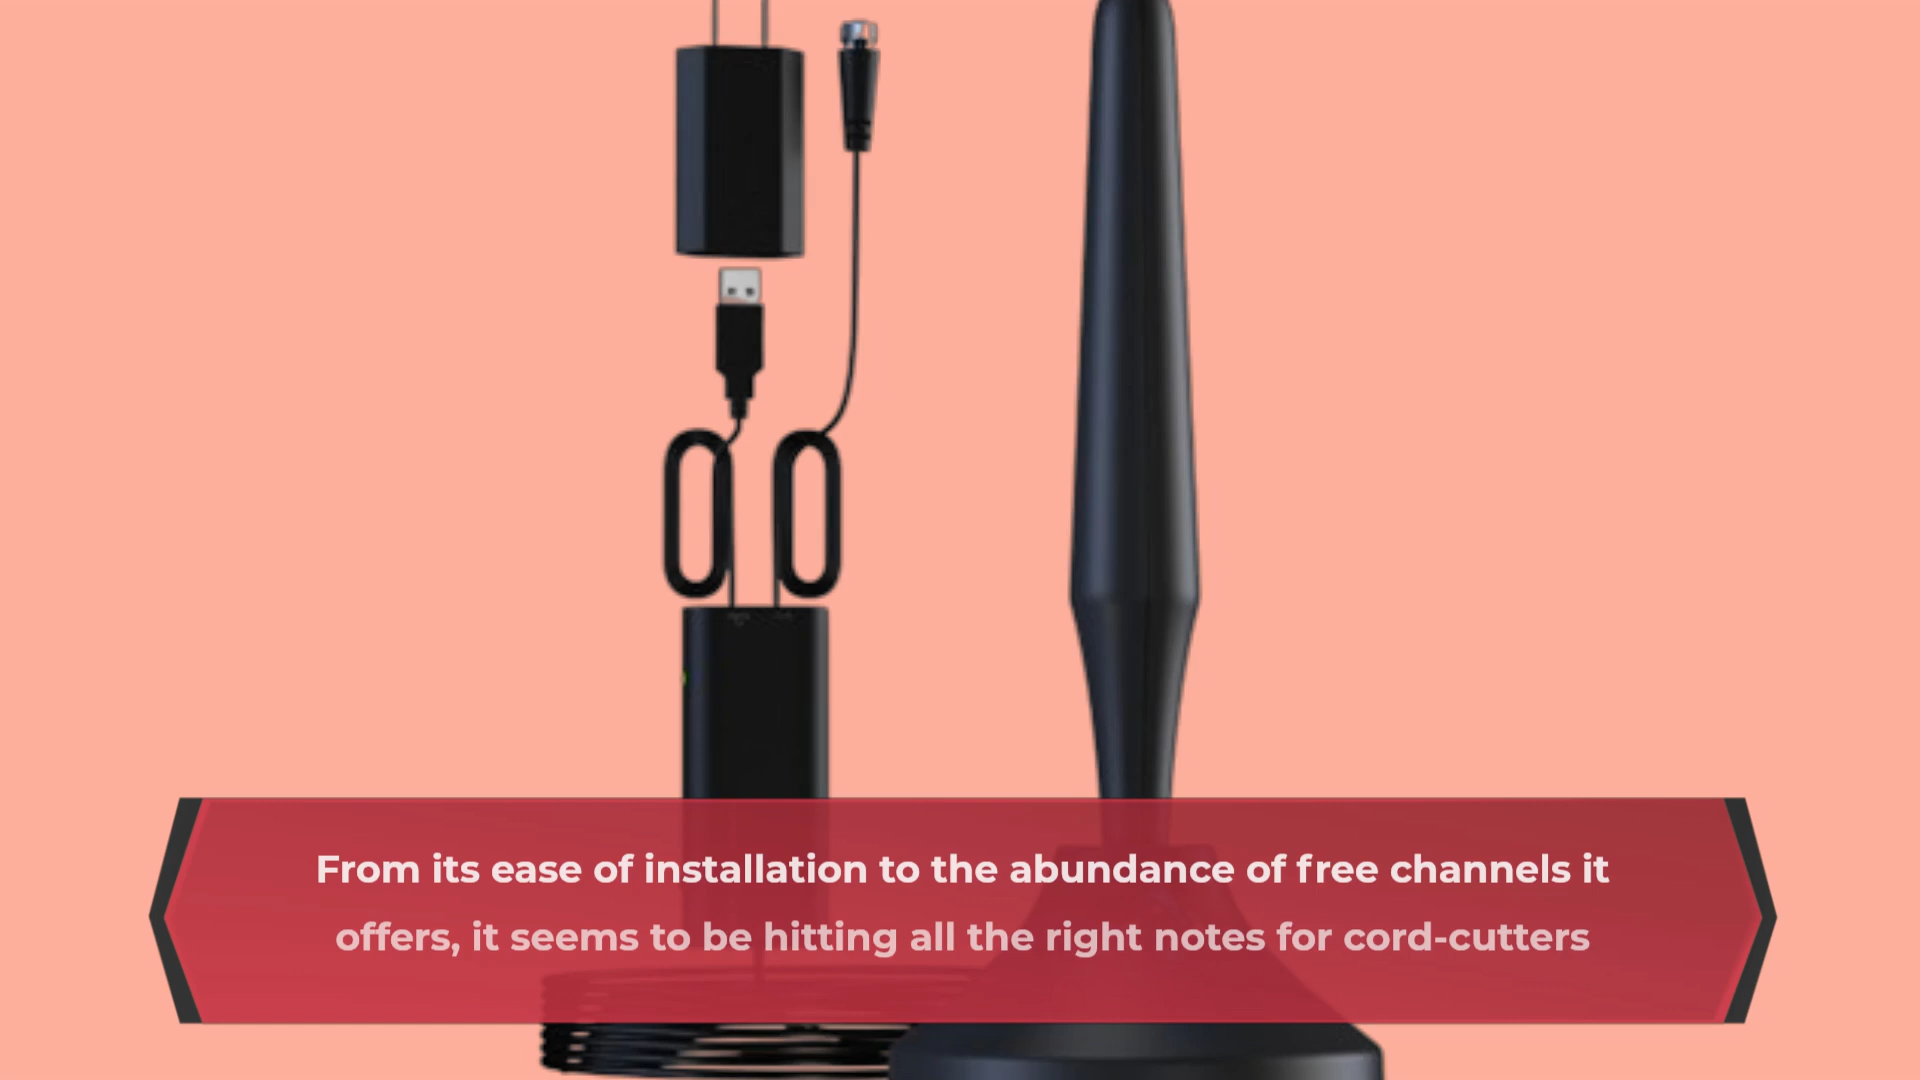 From its ease of installation to the abundance of free channels it
offers, it seems to be hitting all the right notes for cord-cutters